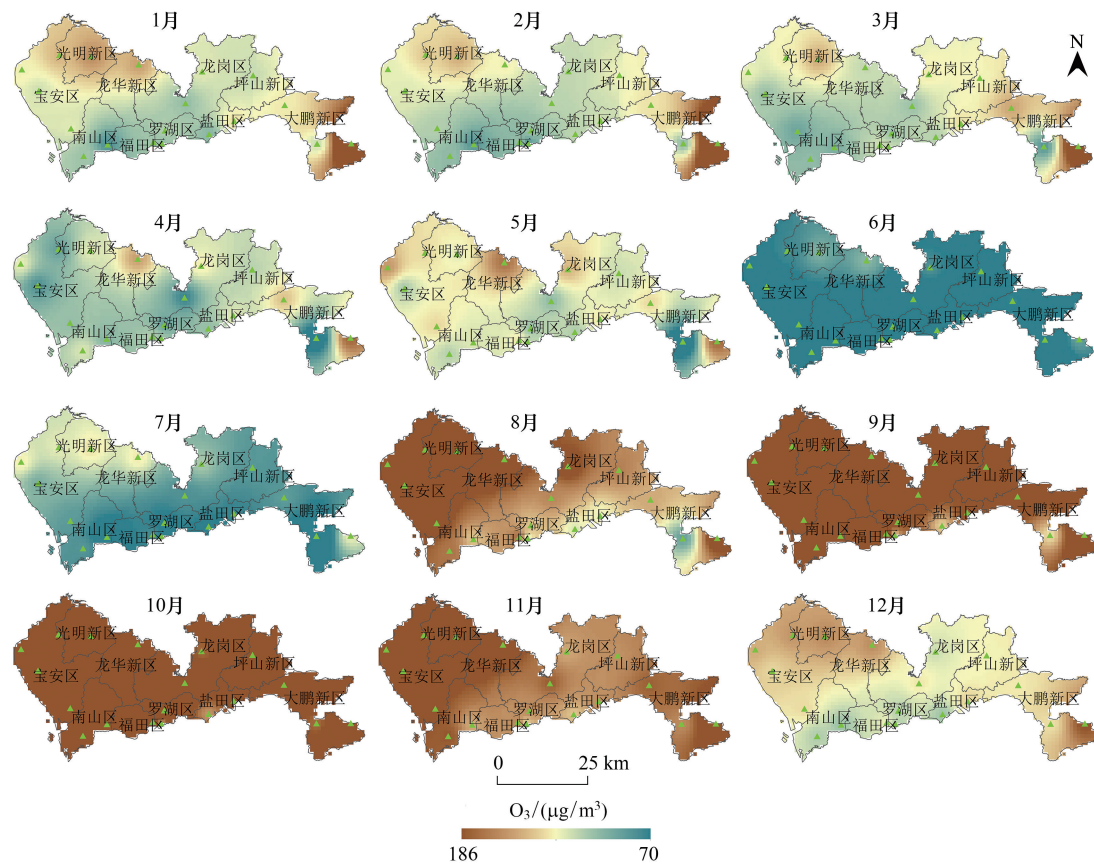 1月
2月
3月
N
光明新区
龙岗区
宝安区
龙华新区
坪山新区
大鹏新区
南山区
罗湖区
盐田区
福田区
光明新区
龙岗区
宝安区
龙华新区
坪山新区
大鹏新区
南山区
罗湖区
盐田区
福田区
光明新区
龙岗区
宝安区
龙华新区
坪山新区
大鹏新区
南山区
罗湖区
盐田区
福田区
4月
5月
6月
光明新区
龙岗区
宝安区
龙华新区
坪山新区
大鹏新区
南山区
罗湖区
盐田区
福田区
光明新区
龙岗区
宝安区
龙华新区
坪山新区
大鹏新区
南山区
罗湖区
盐田区
福田区
光明新区
龙岗区
宝安区
龙华新区
坪山新区
大鹏新区
南山区
罗湖区
盐田区
福田区
7月
8月
9月
光明新区
龙岗区
宝安区
龙华新区
坪山新区
大鹏新区
南山区
罗湖区
盐田区
福田区
光明新区
龙岗区
宝安区
龙华新区
坪山新区
大鹏新区
南山区
罗湖区
盐田区
福田区
光明新区
龙岗区
宝安区
龙华新区
坪山新区
大鹏新区
南山区
罗湖区
盐田区
福田区
10月
11月
12月
光明新区
龙岗区
宝安区
龙华新区
坪山新区
大鹏新区
南山区
罗湖区
盐田区
福田区
光明新区
龙岗区
宝安区
龙华新区
坪山新区
大鹏新区
南山区
罗湖区
盐田区
福田区
光明新区
龙岗区
宝安区
龙华新区
坪山新区
大鹏新区
南山区
罗湖区
盐田区
福田区
0 25 km
O₃/(μg/m³)
186 70